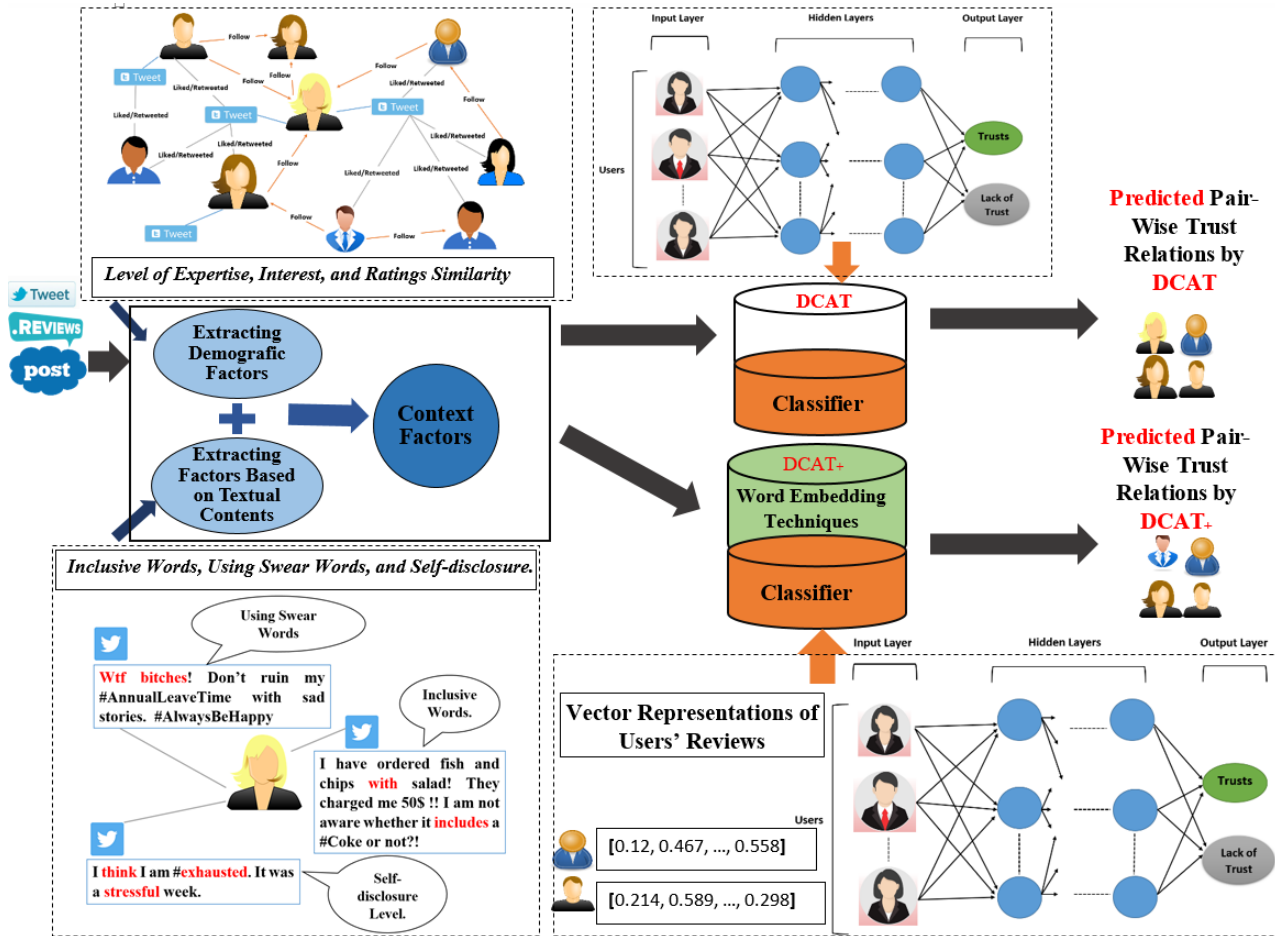 Follow
Follow
Tweet
Follow
Follow
Follow
Liked/Retweeted
Liked/Retweeted
Liked/Retweeted
Follow
Tweet
Tweet
Liked/Retweeted
Liked/Retweeted
Liked/Retweeted
Follow
Liked/Retweeted
Liked/Retweeted
Tweet
Follow
Follow
Level of Expertise, Interest, and Ratings Similarity
Input Layer
Hidden Layers
Output Layer
Users
Trusts
Lack of
Trust
Tweet
.REVIEWS
post
Extracting
Demografic
Factors
Extracting
Factors Based
on Textual
Contents
Context
Factors
DCAT
Classifier
DCAT+
Word Embedding
Techniques
Classifier
Predicted Pair-
Wise Trust
Relations by
DCAT
Predicted Pair-
Wise Trust
Relations by
DCAT+
Inclusive Words, Using Swear Words, and Self-disclosure.
Using Swear
Words
Wtf bitches! Don't ruin my
#AnnualLeaveTime with sad
stories. #AlwaysBeHappy
Inclusive
Words.
I have ordered fish and
chips with salad! They
charged me 50$ !! I am not
aware whether it includes a
#Coke or not?!
I think I am #exhausted. It was
a stressful week.
Self-
disclosure
Level.
Vector Representations of
Users' Reviews
[0.12, 0.467, ..., 0.558]
[0.214, 0.589, ..., 0.298]
Input Layer
Hidden Layers
Output Layer
Users
Trusts
Lack of
Trust